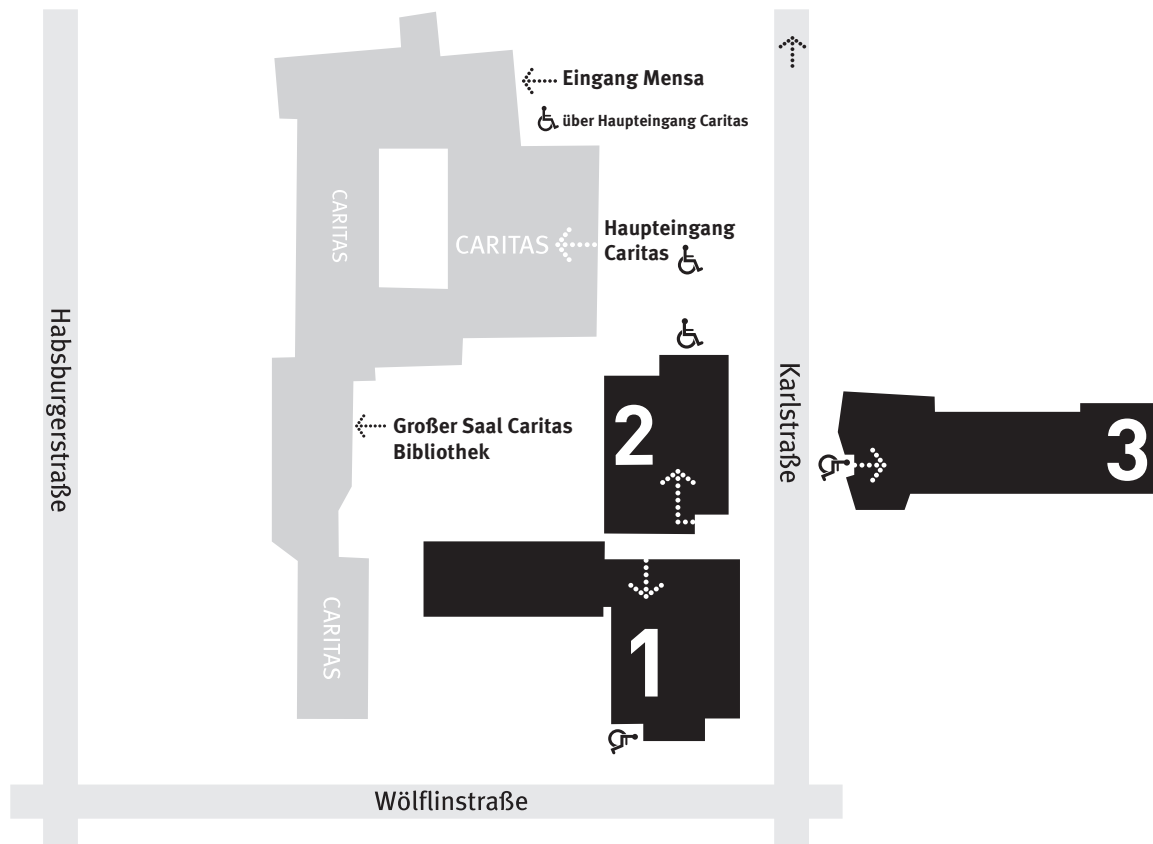 Eingang Mensa
über Haupteingang Caritas
CARITAS
CARITAS
Haupteingang
Caritas
Habsburgerstraße
Karlstraße
Großer Saal Caritas
Bibliothek
2
3
1
CARITAS
Wölflinstraße